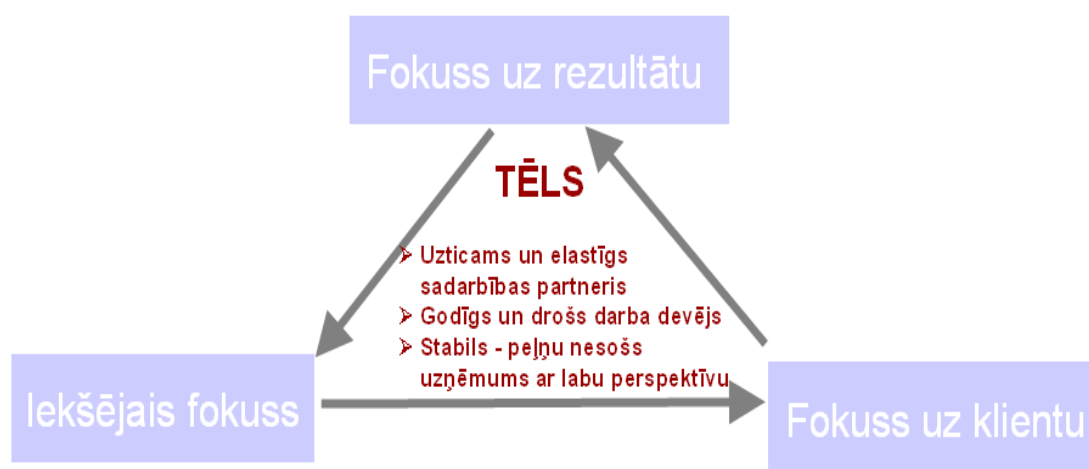 Fokuss uz rezultātu
TĒLS
➢ Uzticams un elastīgs
sadarbības partneris
➢ Godīgs un drošs darba devējs
➢ Stabils - peļņu nesošs
uzņēmums ar labu perspektīvu
Iekšējais fokuss
Fokuss uz klientu